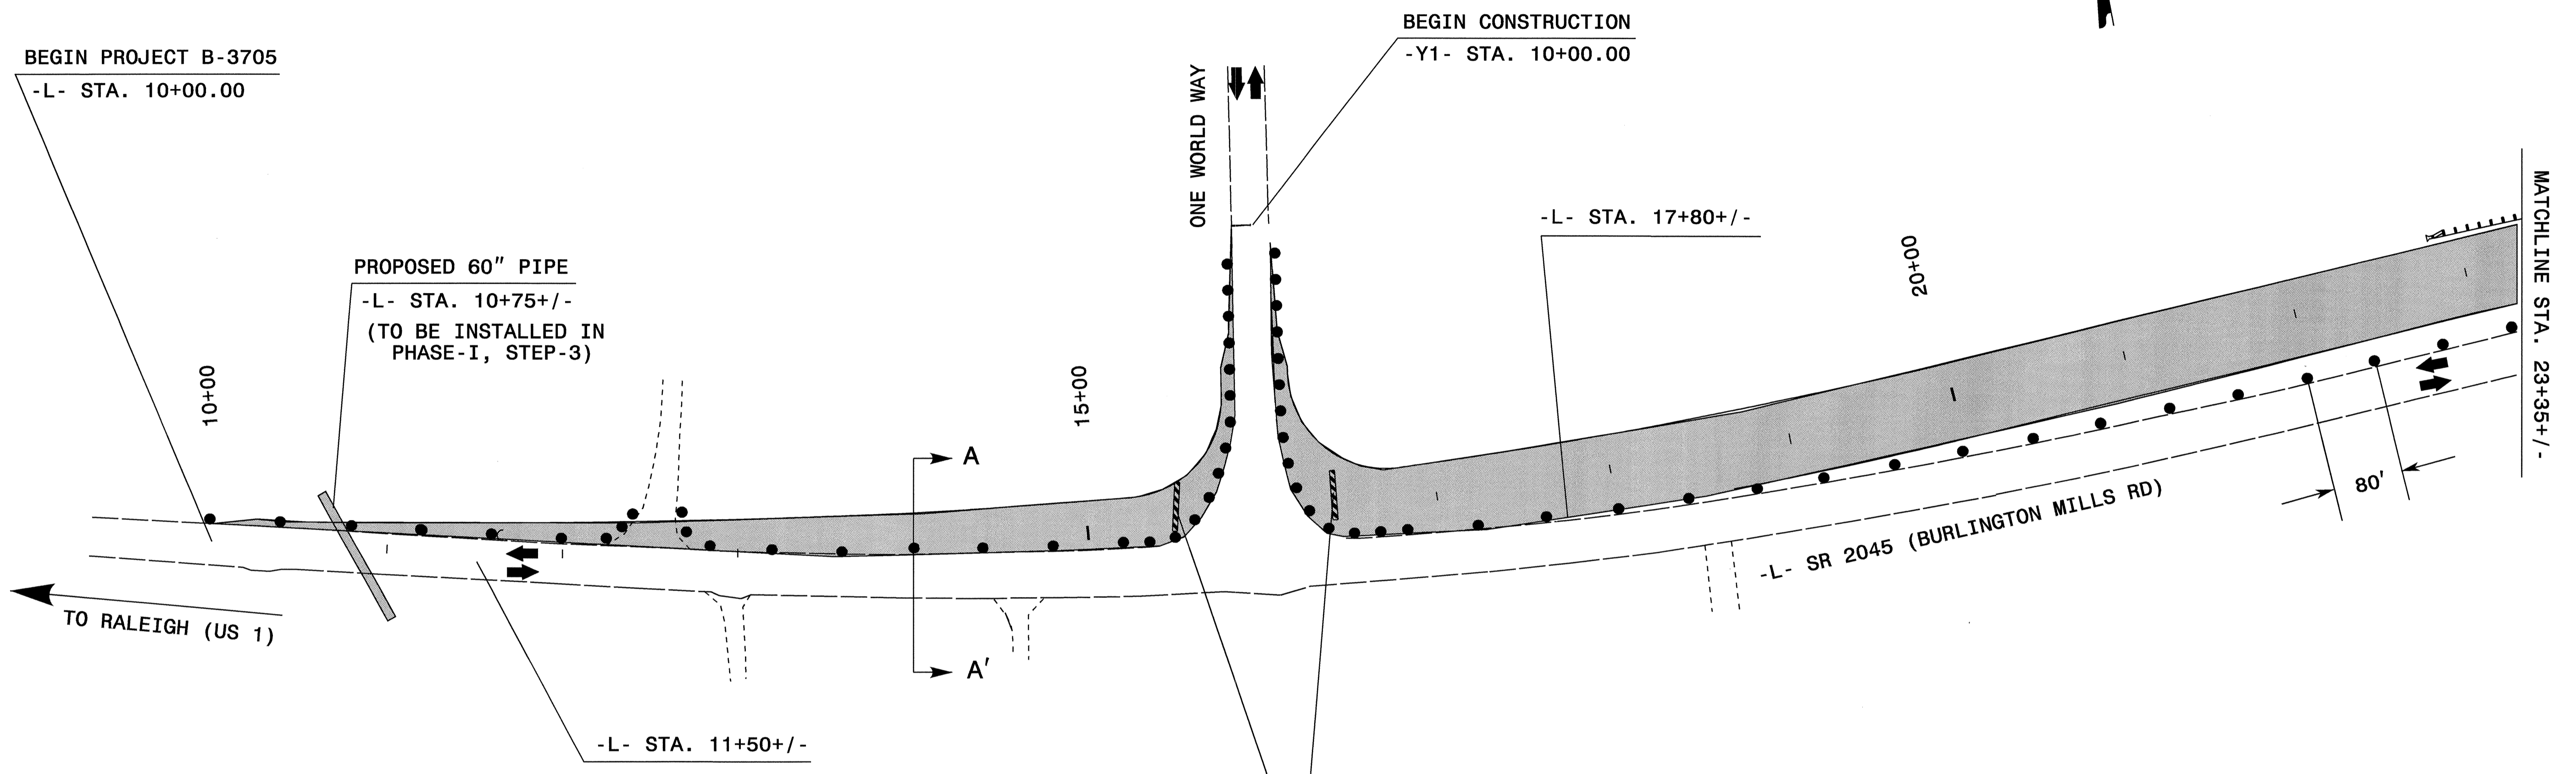 BEGIN CONSTRUCTION
-Y1- STA. 10+00.00
BEGIN PROJECT B-3705
-L- STA. 10+00.00
ONE WORLD WAY
-L- STA. 17+80+/-
MATCHLINE STA. 23+35+/-
PROPOSED 60" PIPE
-L- STA. 10+75+/-
(TO BE INSTALLED IN
PHASE-I, STEP-3)
10+00
15+00
20+00
A
80'
-L- SR 2045 (BURLINGTON MILLS RD)
TO RALEIGH (US 1)
A'
-L- STA. 11+50+/-